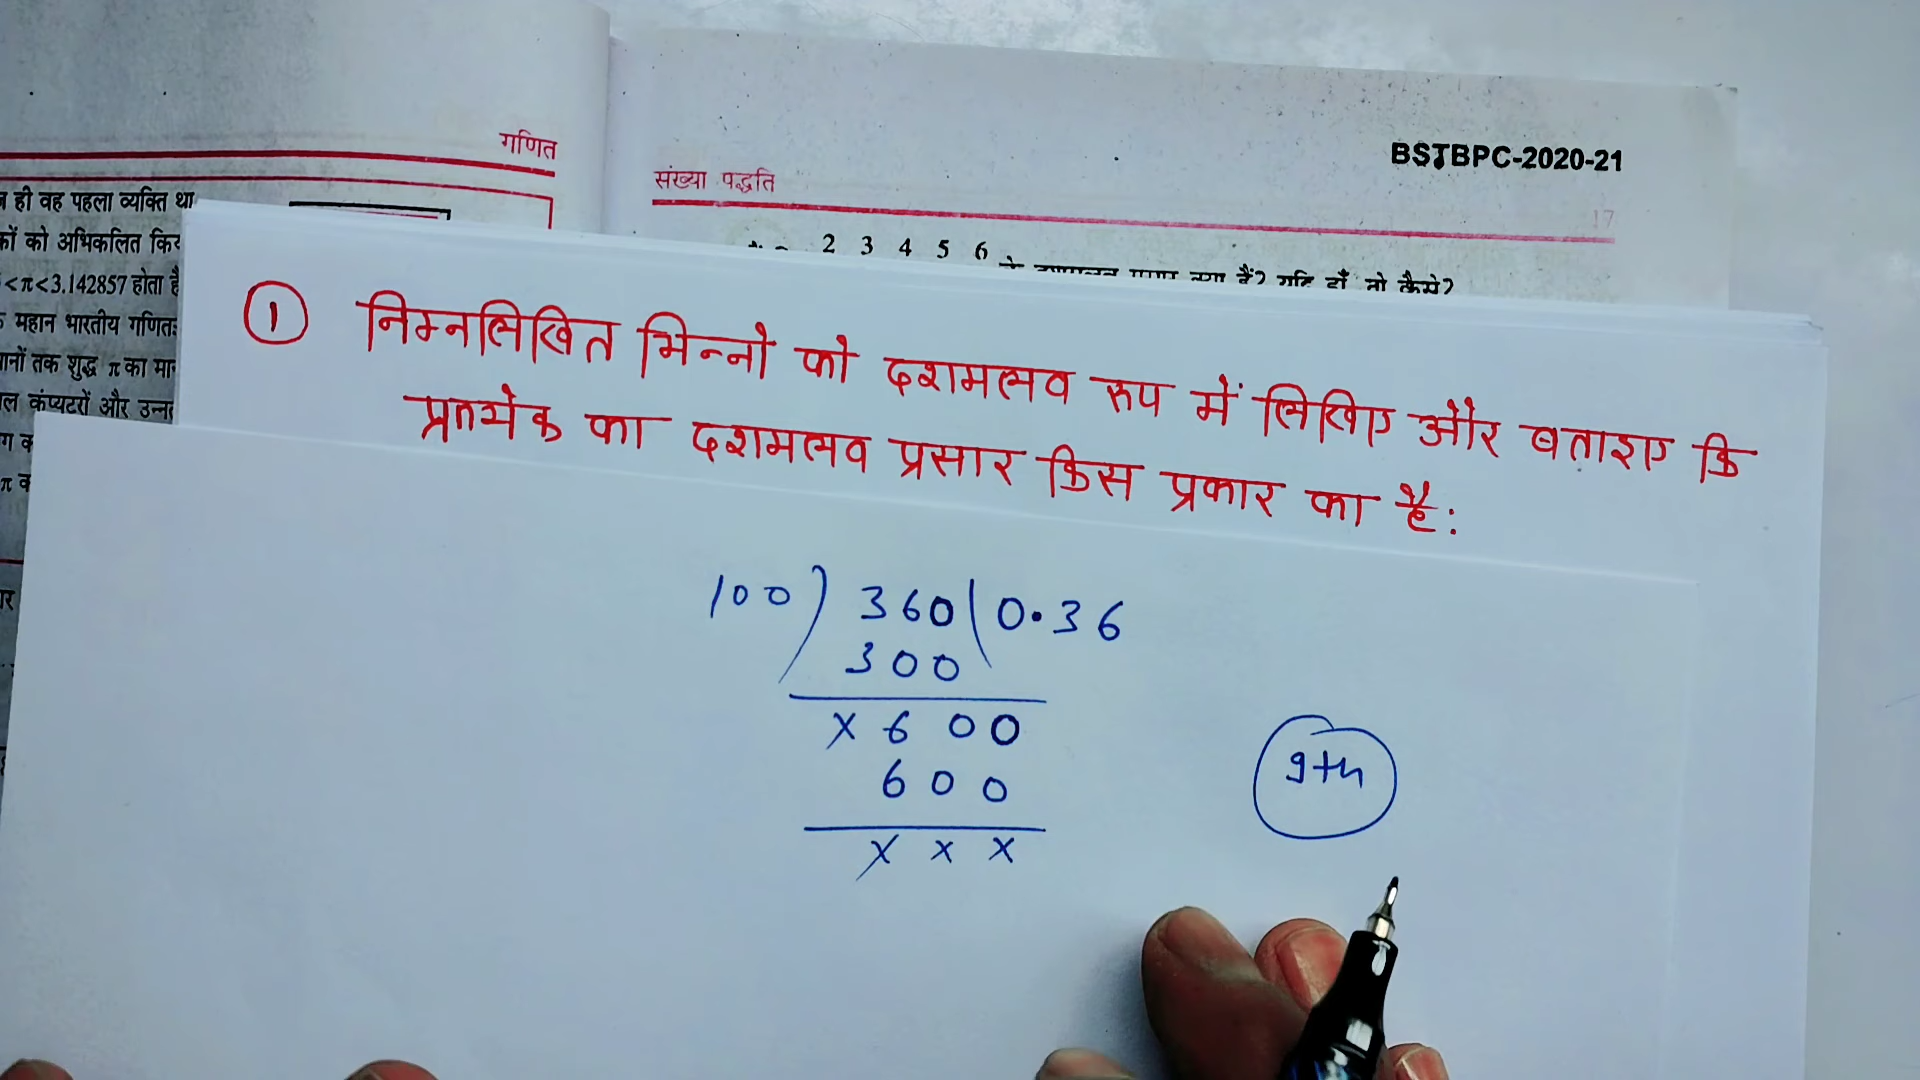 गणित
ही वह पहला व्यक्ति था
को अभिकलित
<π<3.142857 होता
महान भारतीय
तक शुद्ध π का
कंप्यूटरों और
BSTBPC-2020-21
संख्या पद्धति
17
2 3 4 5 6
हैं? यदि हाँ, तो कैसे?
① निम्नलिखित भिन्नो को दशमलव रूप में लिखिए और बताइए कि
प्रत्येक का दशमलव प्रसार किस प्रकार का है:
100) 360(0.36
300
x 6 0 0
6 0 0
x x x
9th